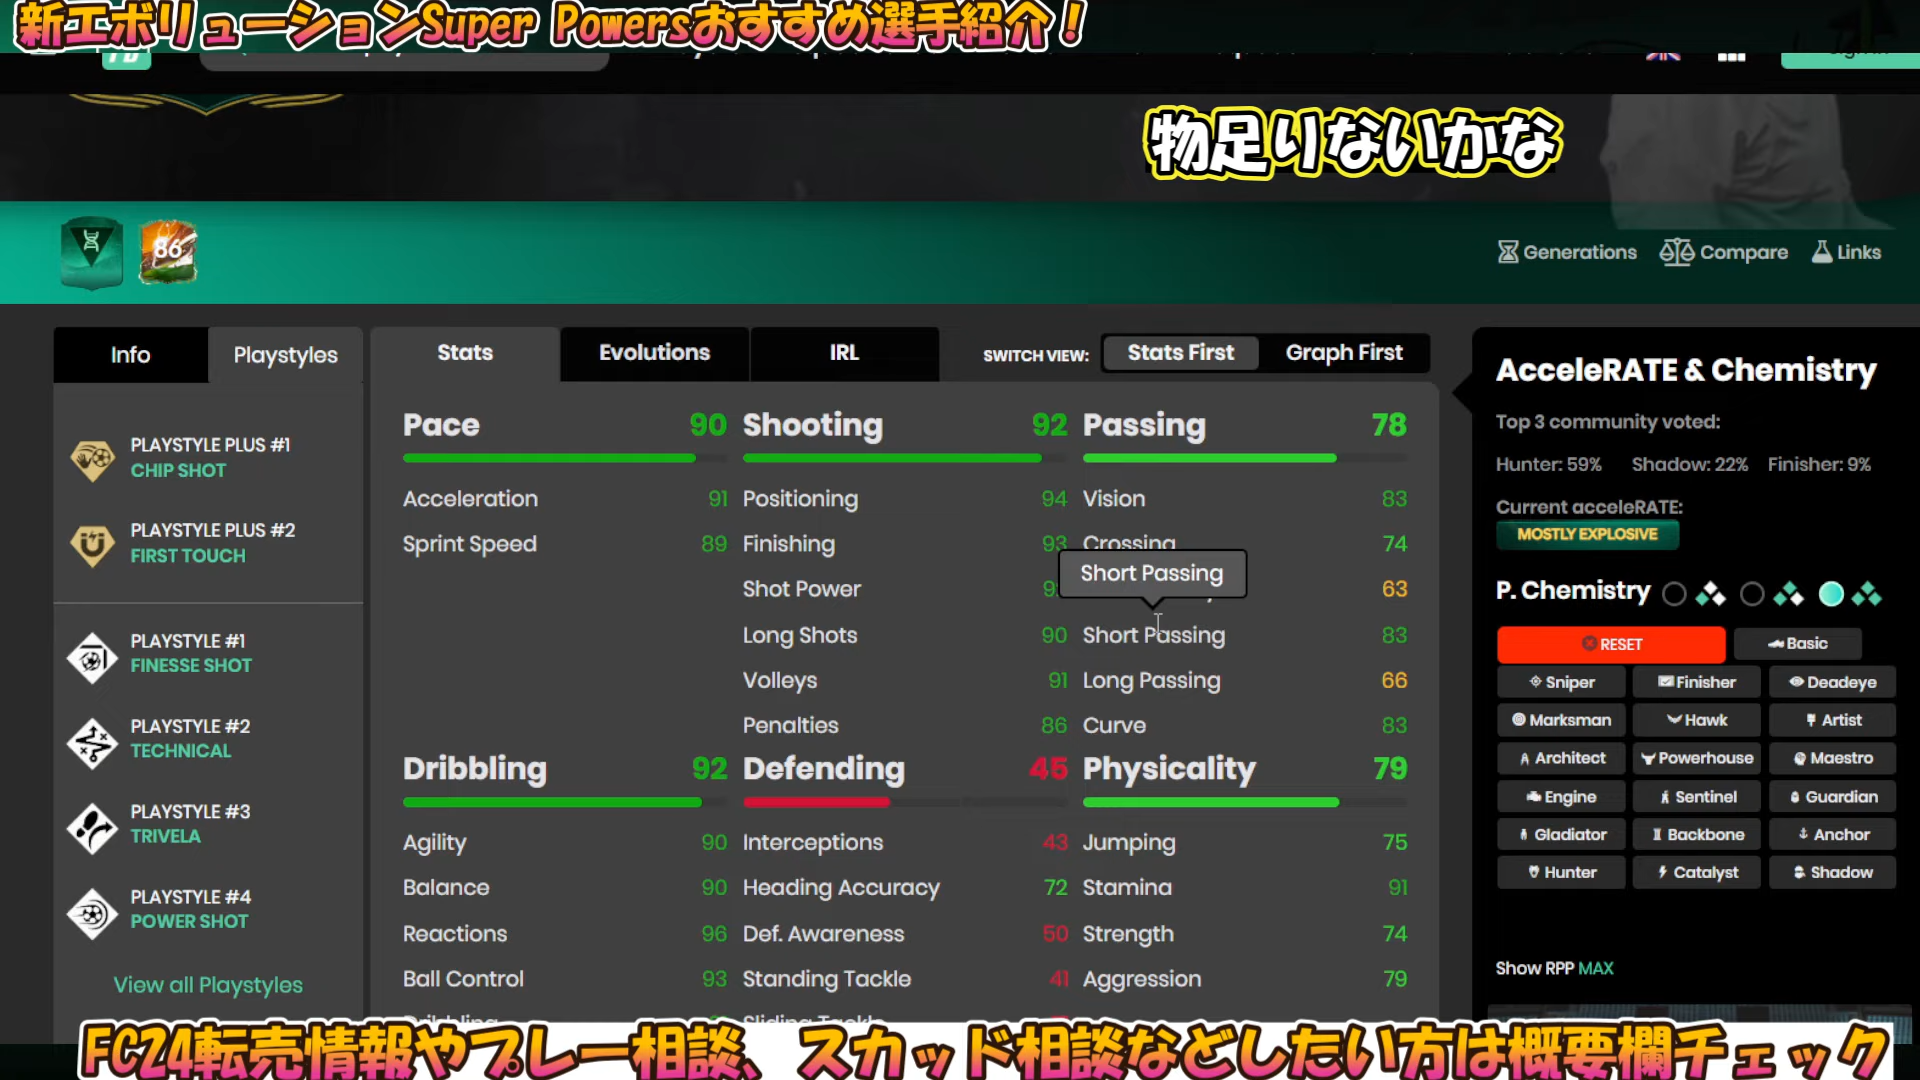 新エボリューションSuper Powersおすすめ選手紹介!
物足りないかな
86
Generations Compare Links
Info Playstyles
Stats Evolutions IRL SWITCH VIEW: Stats First Graph First
AcceleRATE & Chemistry
Top 3 community voted:
Hunter: 59% Shadow: 22% Finisher: 9%
Current acceleRATE:
MOSTLY EXPLOSIVE
P. Chemistry
RESET Basic
Sniper Finisher Deadeye
Marksman Hawk Artist
Architect Powerhouse Maestro
Engine Sentinel Guardian
Gladiator Backbone Anchor
Hunter Catalyst Shadow
Show RPP MAX
PLAYSTYLE PLUS #1
CHIP SHOT
PLAYSTYLE PLUS #2
FIRST TOUCH
PLAYSTYLE #1
FINESSE SHOT
PLAYSTYLE #2
TECHNICAL
PLAYSTYLE #3
TRIVELA
PLAYSTYLE #4
POWER SHOT
View all Playstyles
Pace 90
Acceleration 91
Sprint Speed 89
Shooting 92
Positioning 94
Finishing 93
Shot Power
Long Shots 90
Volleys 91
Penalties 86
Passing 78
Vision 83
Crossing 74
Short Passing
63
Short Passing 83
Long Passing 66
Curve 83
Dribbling 92
Agility 90
Balance 90
Reactions 96
Ball Control 93
Defending 45
Interceptions 43
Heading Accuracy 72
Def. Awareness 50
Standing Tackle 41
Physicality 79
Jumping 75
Stamina 91
Strength 74
Aggression 79
FC24転売情報やプレー相談、スカッド相談などしたい方は概要欄チェック